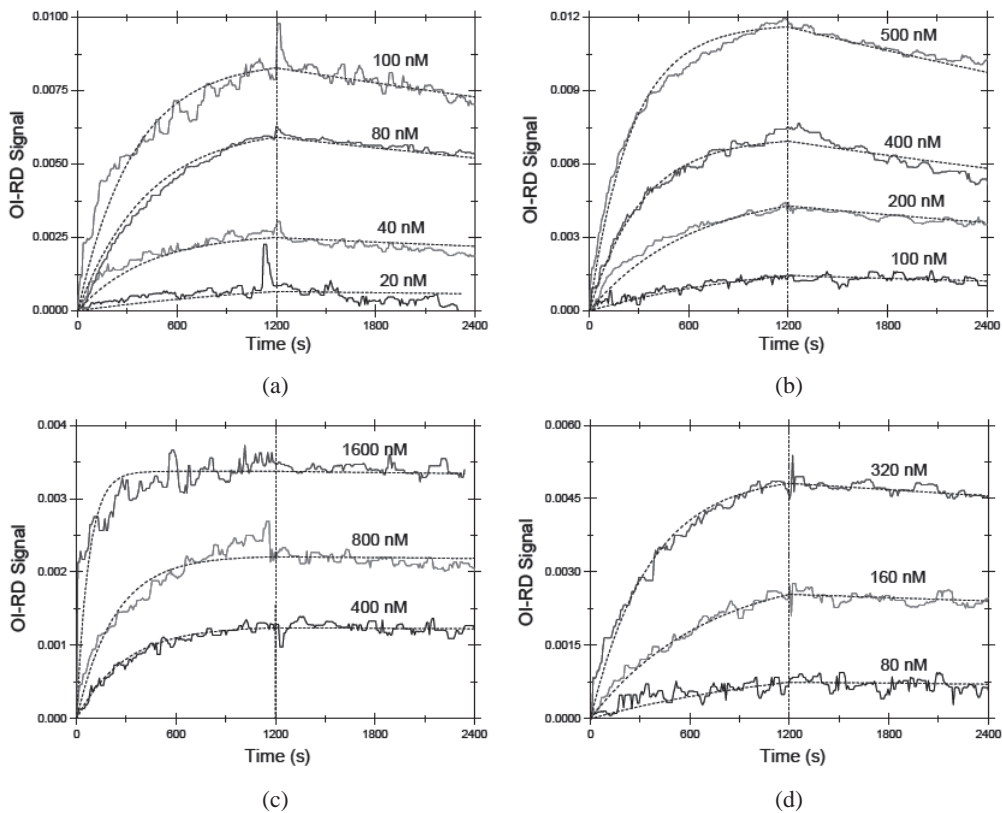 0.0100
0.0075
0.0050
0.0025
0.0000
OI-RD Signal
100 nM
80 nM
40 nM
20 nM
0 600 1200 1800 2400
Time (s)
(a)
0.012
0.009
0.006
0.003
0.000
OI-RD Signal
500 nM
400 nM
200 nM
100 nM
0 600 1200 1800 2400
Time (s)
(b)
0.004
0.003
0.002
0.001
0.000
OI-RD Signal
1600 nM
800 nM
400 nM
0 600 1200 1800 2400
Time (s)
(c)
0.0060
0.0045
0.0030
0.0015
0.0000
OI-RD Signal
320 nM
160 nM
80 nM
0 600 1200 1800 2400
Time (s)
(d)